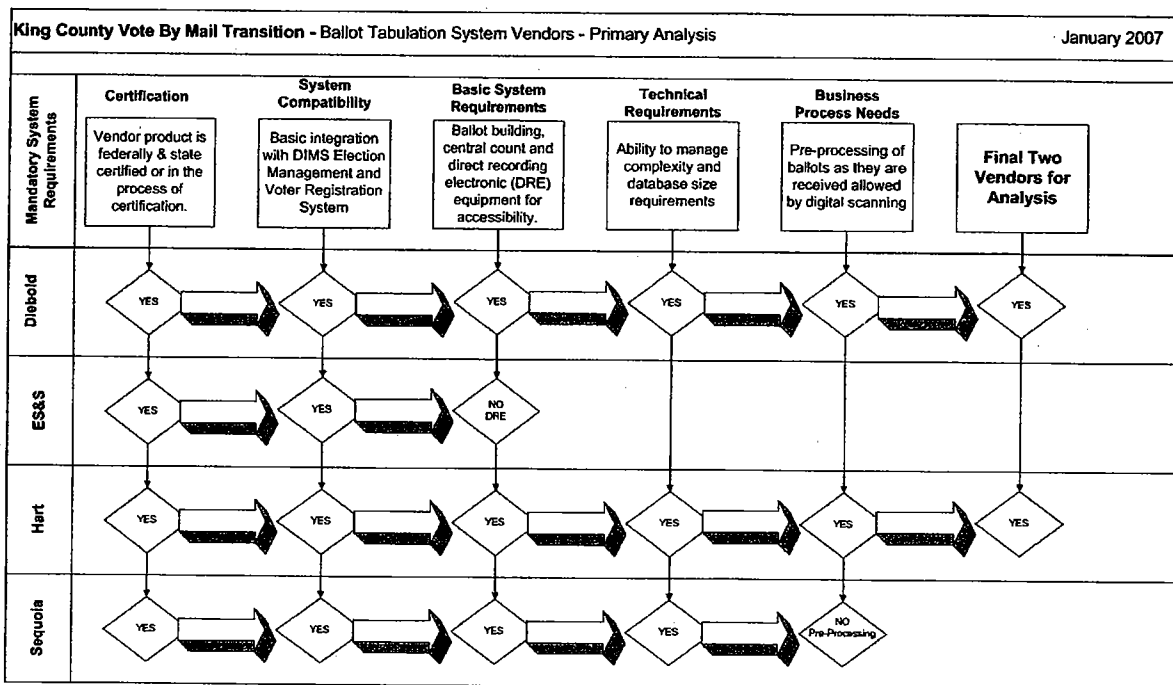 King County Vote By Mail Transition - Ballot Tabulation System Vendors - Primary Analysis
January 2007
Mandatory System
Requirements
Certification
Vendor product is
federally & state
certified or in the
process of
certification.
System
Compatibility
Basic integration
with DIMS Election
Management and
Voter Registration
System
Basic System
Requirements
Ballot building,
central count and
direct recording
electronic (DRE)
equipment for
accessibility.
Technical
Requirements
Ability to manage
complexity and
database size
requirements
Business
Process Needs
Pre-processing of
ballots as they are
received allowed
by digital scanning
Final Two
Vendors for
Analysis
Diebold
YES
YES
YES
YES
YES
YES
ES&S
YES
YES
NO
DRE
Hart
YES
YES
YES
YES
YES
YES
Sequoia
YES
YES
YES
YES
NO
Pre-Processing